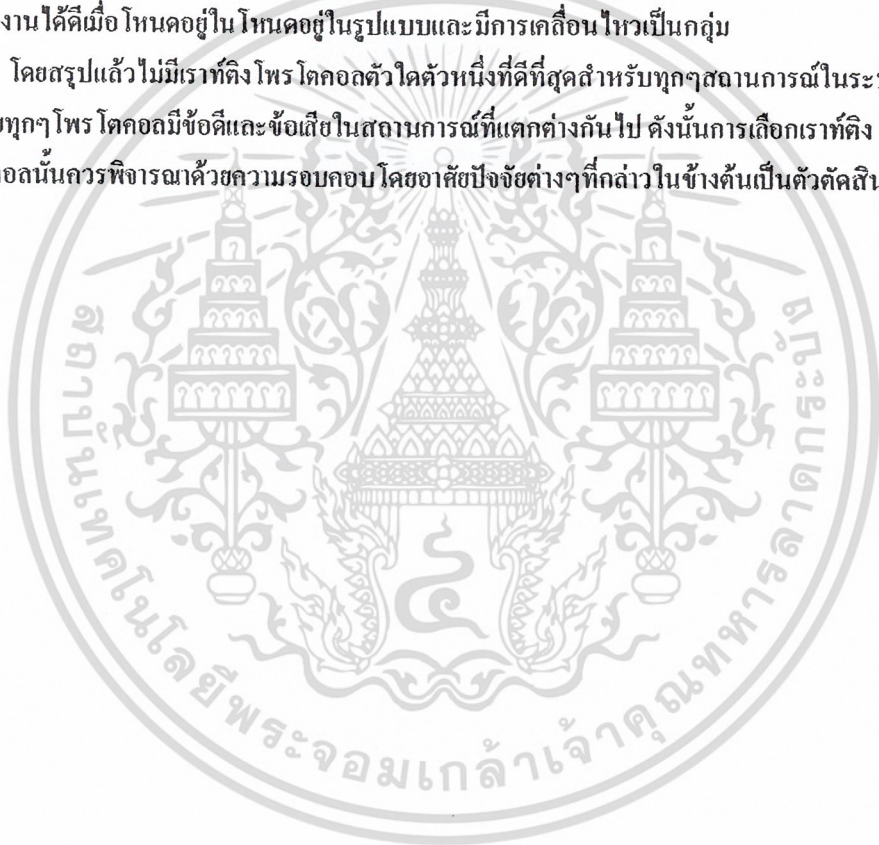 งานได้ดีเมื่อโหนดอยู่ในโหนดอยู่ในรูปแบบและมีการเคลื่อนไหวเป็นกลุ่ม
โดยสรุปแล้วไม่มีเราท์ติงโพรโตคอลตัวใดตัวหนึ่งที่ดีที่สุดสำหรับทุกๆสถานการณ์ในระ
ทุกๆโพรโตคอลมีข้อดีและข้อเสียในสถานการณ์ที่แตกต่างกันไป ดังนั้นการเลือกเราท์ติง
อลนั้นควรพิจารณาด้วยความรอบคอบโดยอาศัยปัจจัยต่างๆที่กล่าวในข้างต้นเป็นตัวตัดสิน
สถาบันเทคโนโลยีพระจอมเกล้าเจ้าคุณทหารลาดกระบัง